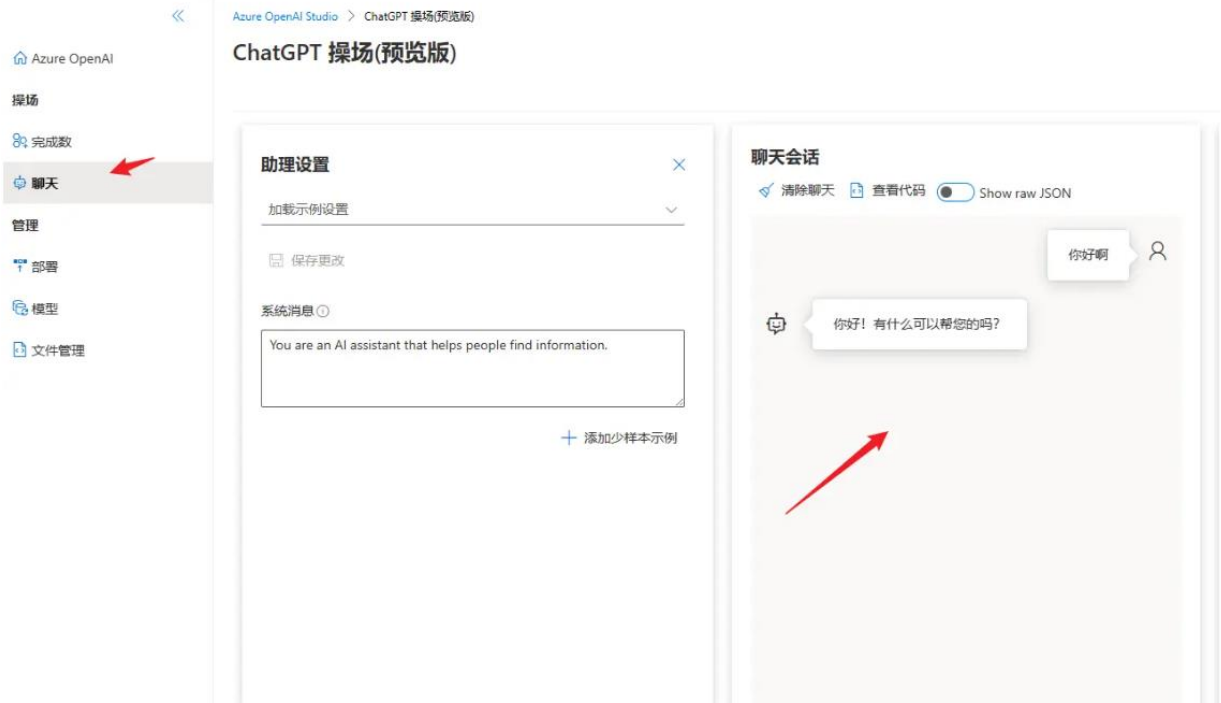 Azure OpenAI Studio > ChatGPT 操场(预览版)
ChatGPT 操场(预览版)
Azure OpenAI
操场
完成数
聊天
管理
部署
模型
文件管理
助理设置
加载示例设置
保存更改
系统消息
You are an AI assistant that helps people find information.
添加少样本示例
聊天会话
清除聊天 查看代码 Show raw JSON
你好啊
你好！有什么可以帮您的吗?